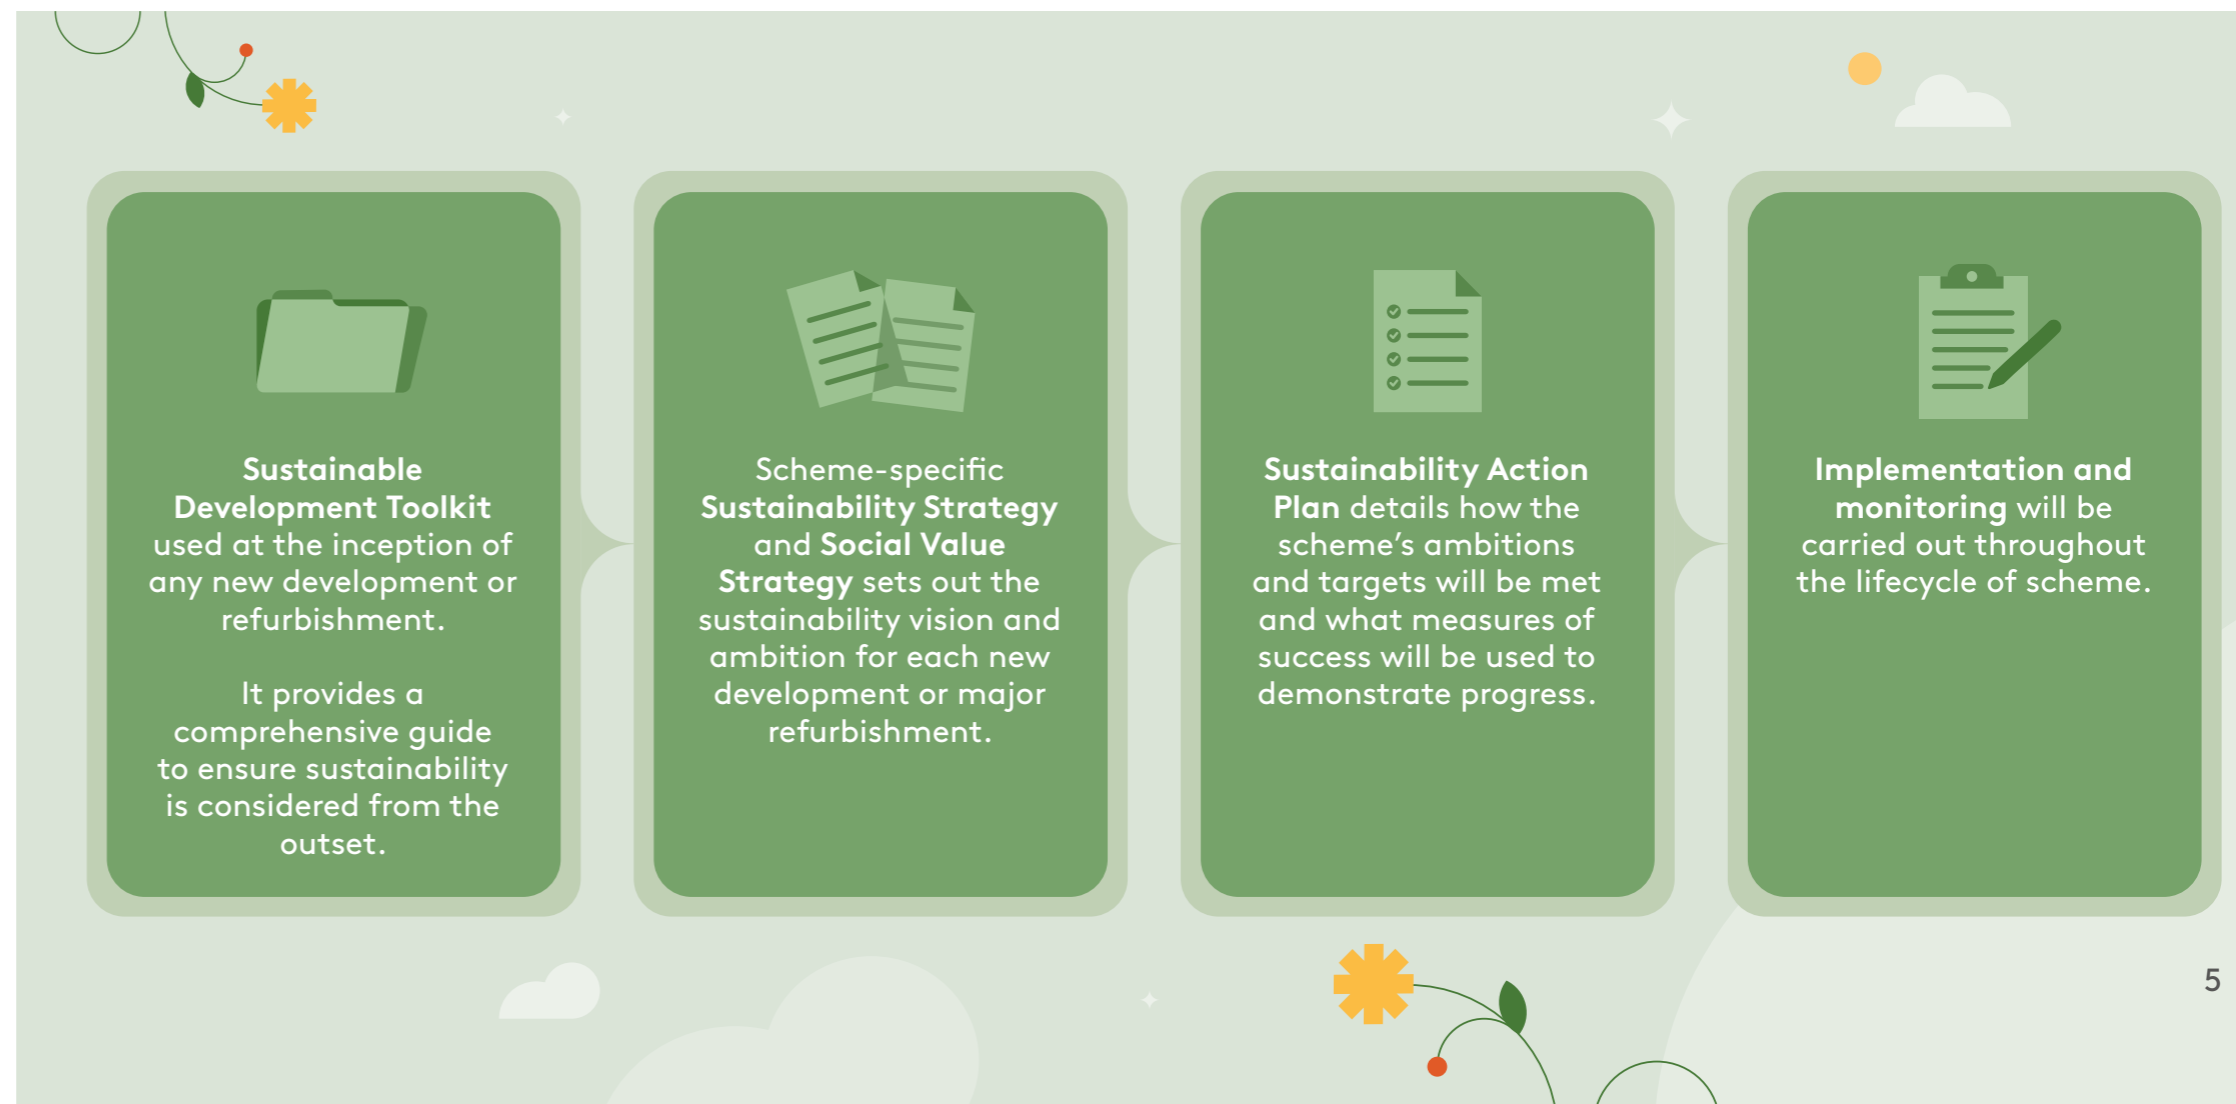 Sustainable
Development Toolkit
used at the inception of
any new development or
refurbishment.
It provides a
comprehensive guide
to ensure sustainability
is considered from the
outset.
Scheme-specific
Sustainability Strategy
and Social Value
Strategy sets out the
sustainability vision and
ambition for each new
development or major
refurbishment.
Sustainability Action
Plan details how the
scheme’s ambitions
and targets will be met
and what measures of
success will be used to
demonstrate progress.
Implementation and
monitoring will be
carried out throughout
the lifecycle of scheme.
5